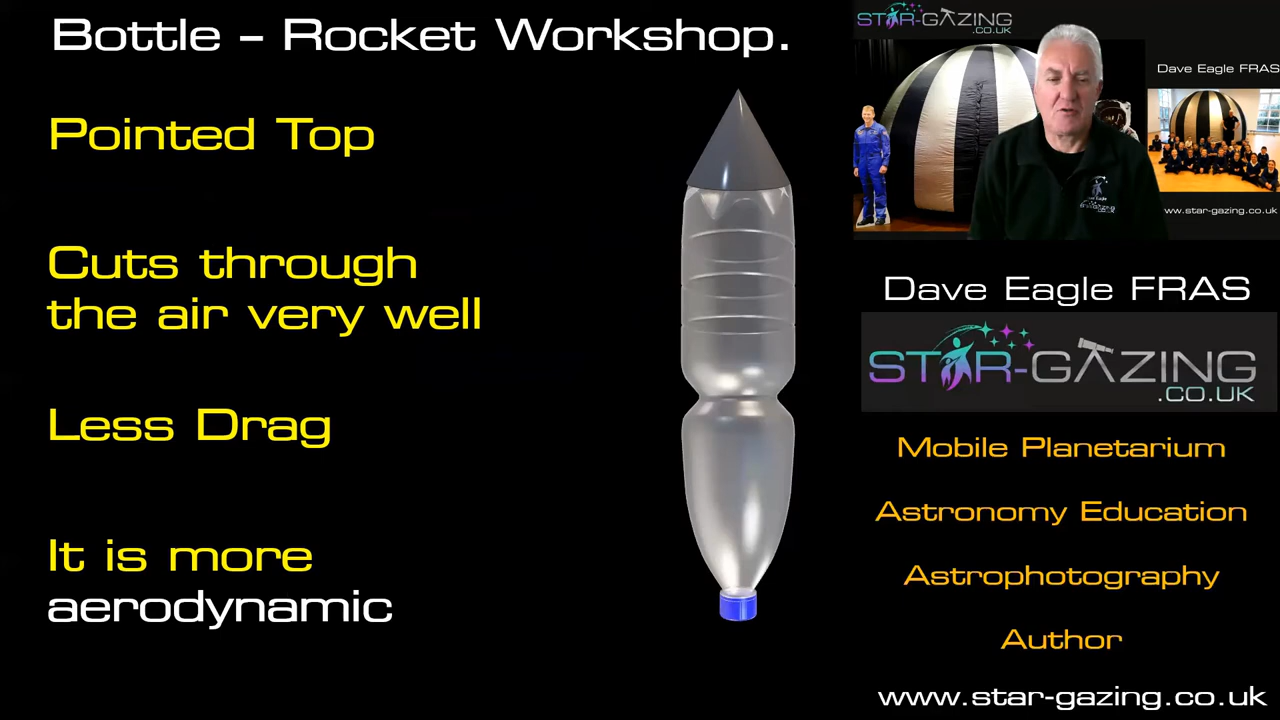 Bottle – Rocket Workshop.
Pointed Top
Cuts through
the air very well
Less Drag
It is more
aerodynamic
STAR-GAZING
.CO.UK
Dave Eagle FRAS
www.star-gazing.co.uk
Dave Eagle FRAS
STAR-GAZING
.CO.UK
Mobile Planetarium
Astronomy Education
Astrophotography
Author
www.star-gazing.co.uk